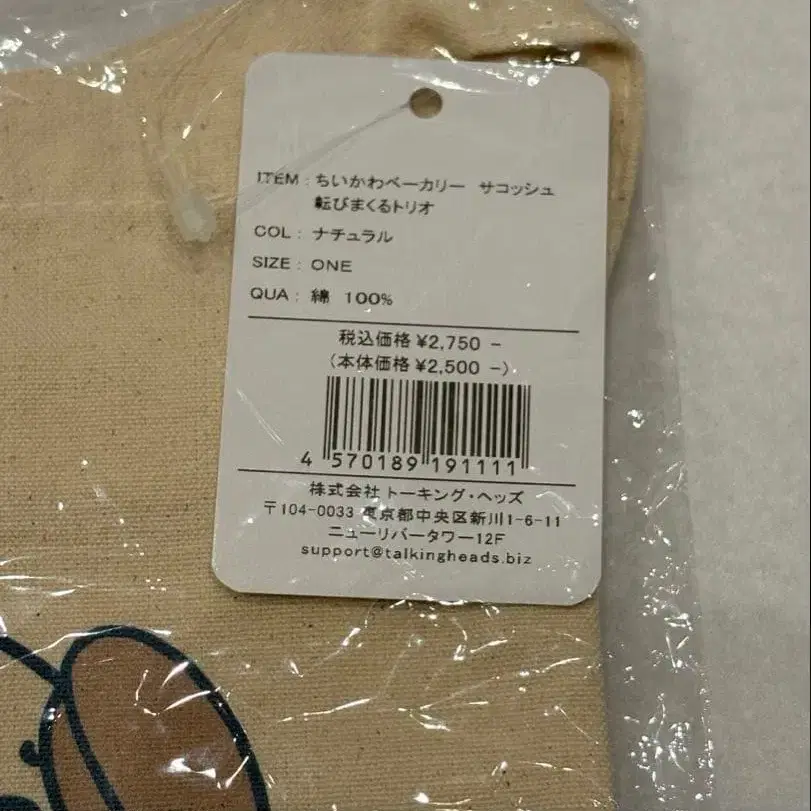 ITEM : ちいかわベーカリー サコッシュ
転びまくるトリオ
COL : ナチュラル
SIZE : ONE
QUA : 綿 100%
税込価格 ¥2,750 -
(本体価格 ¥2,500 -)
4 570189 191111
株式会社 トーキング・ヘッズ
〒104-0033 東京都中央区新川1-6-11
ニューリバータワー12F
support@talkingheads.biz